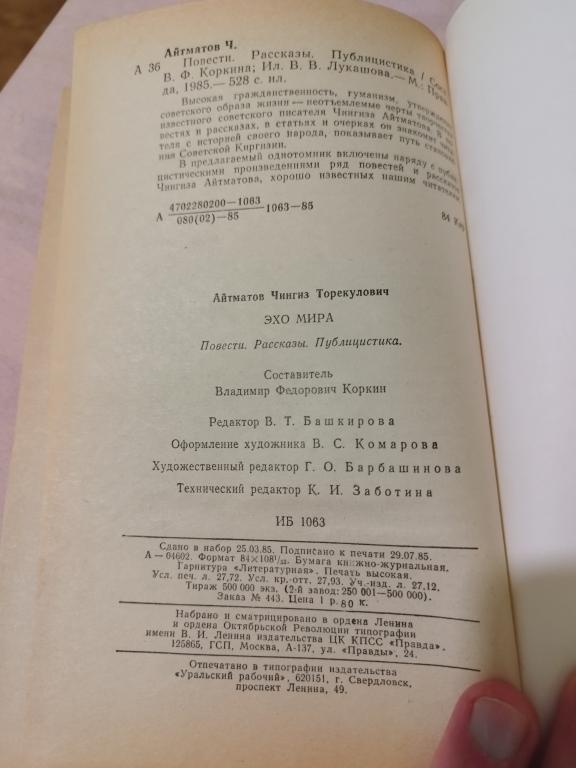 Айтматов Ч.
А 36 Повести. Рассказы. Публицистика / Сост.
В. Ф. Коркина; Ил. В. В. Лукашова.— М.: Прав-
да, 1985.— 528 с. ил.
Высокая гражданственность, гуманизм,
советского образа жизни — неотъемлемые черты
известного советского писателя Чингиза Айтматова. В
вестях и рассказах, в статьях и очерках он знакомит
теля с историей своего народа, показывает путь
ния Советской Киргизии.
В предлагаемый однотомник включены наряду с
цистическими произведениями ряд повестей и
Чингиза Айтматова, хорошо известных нашим
А 4702280200—1063
080(02)—85
1063—85
84
Айтматов Чингиз Торекулович
ЭХО МИРА
Повести. Рассказы. Публицистика.
Составитель
Владимир Федорович Коркин
Редактор В. Т. Башкирова
Оформление художника В. С. Комарова
Художественный редактор Г. О. Барбашинова
Технический редактор К. И. Заботина
ИБ 1063
Сдано в набор 25.03.85. Подписано к печати 29.07.85.
А — 04602. Формат 84×108¹/₃₂. Бумага книжно-журнальная.
Гарнитура «Литературная». Печать высокая.
Усл. печ. л. 27,72. Усл. кр.-отт. 27,93. Уч.-изд. л. 27,12.
Тираж 500 000 экз. (2-й завод: 250 001—500 000).
Заказ № 443. Цена 1 р. 80 к.
Набрано и сматрицировано в ордена Ленина
и ордена Октябрьской Революции типографии
имени В. И. Ленина издательства ЦК КПСС «Правда».
125865, ГСП, Москва, А-137, ул. «Правды», 24.
Отпечатано в типографии издательства
«Уральский рабочий», 620151, г. Свердловск,
проспект Ленина, 49.